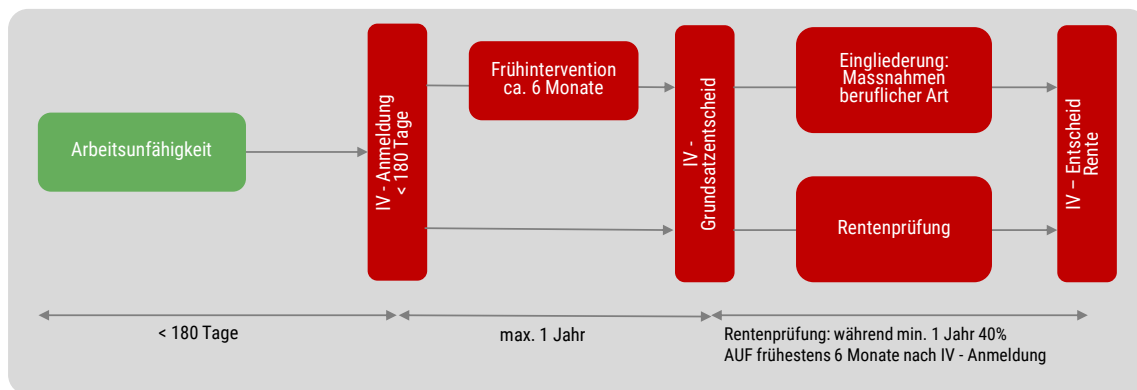 Arbeitsunfähigkeit
IV - Anmeldung
< 180 Tage
Frühintervention
ca. 6 Monate
IV -
Grundsatzentscheid
Eingliederung:
Massnahmen
beruflicher Art
Rentenprüfung
IV – Entscheid
Rente
< 180 Tage
max. 1 Jahr
Rentenprüfung: während min. 1 Jahr 40%
AUF frühestens 6 Monate nach IV - Anmeldung